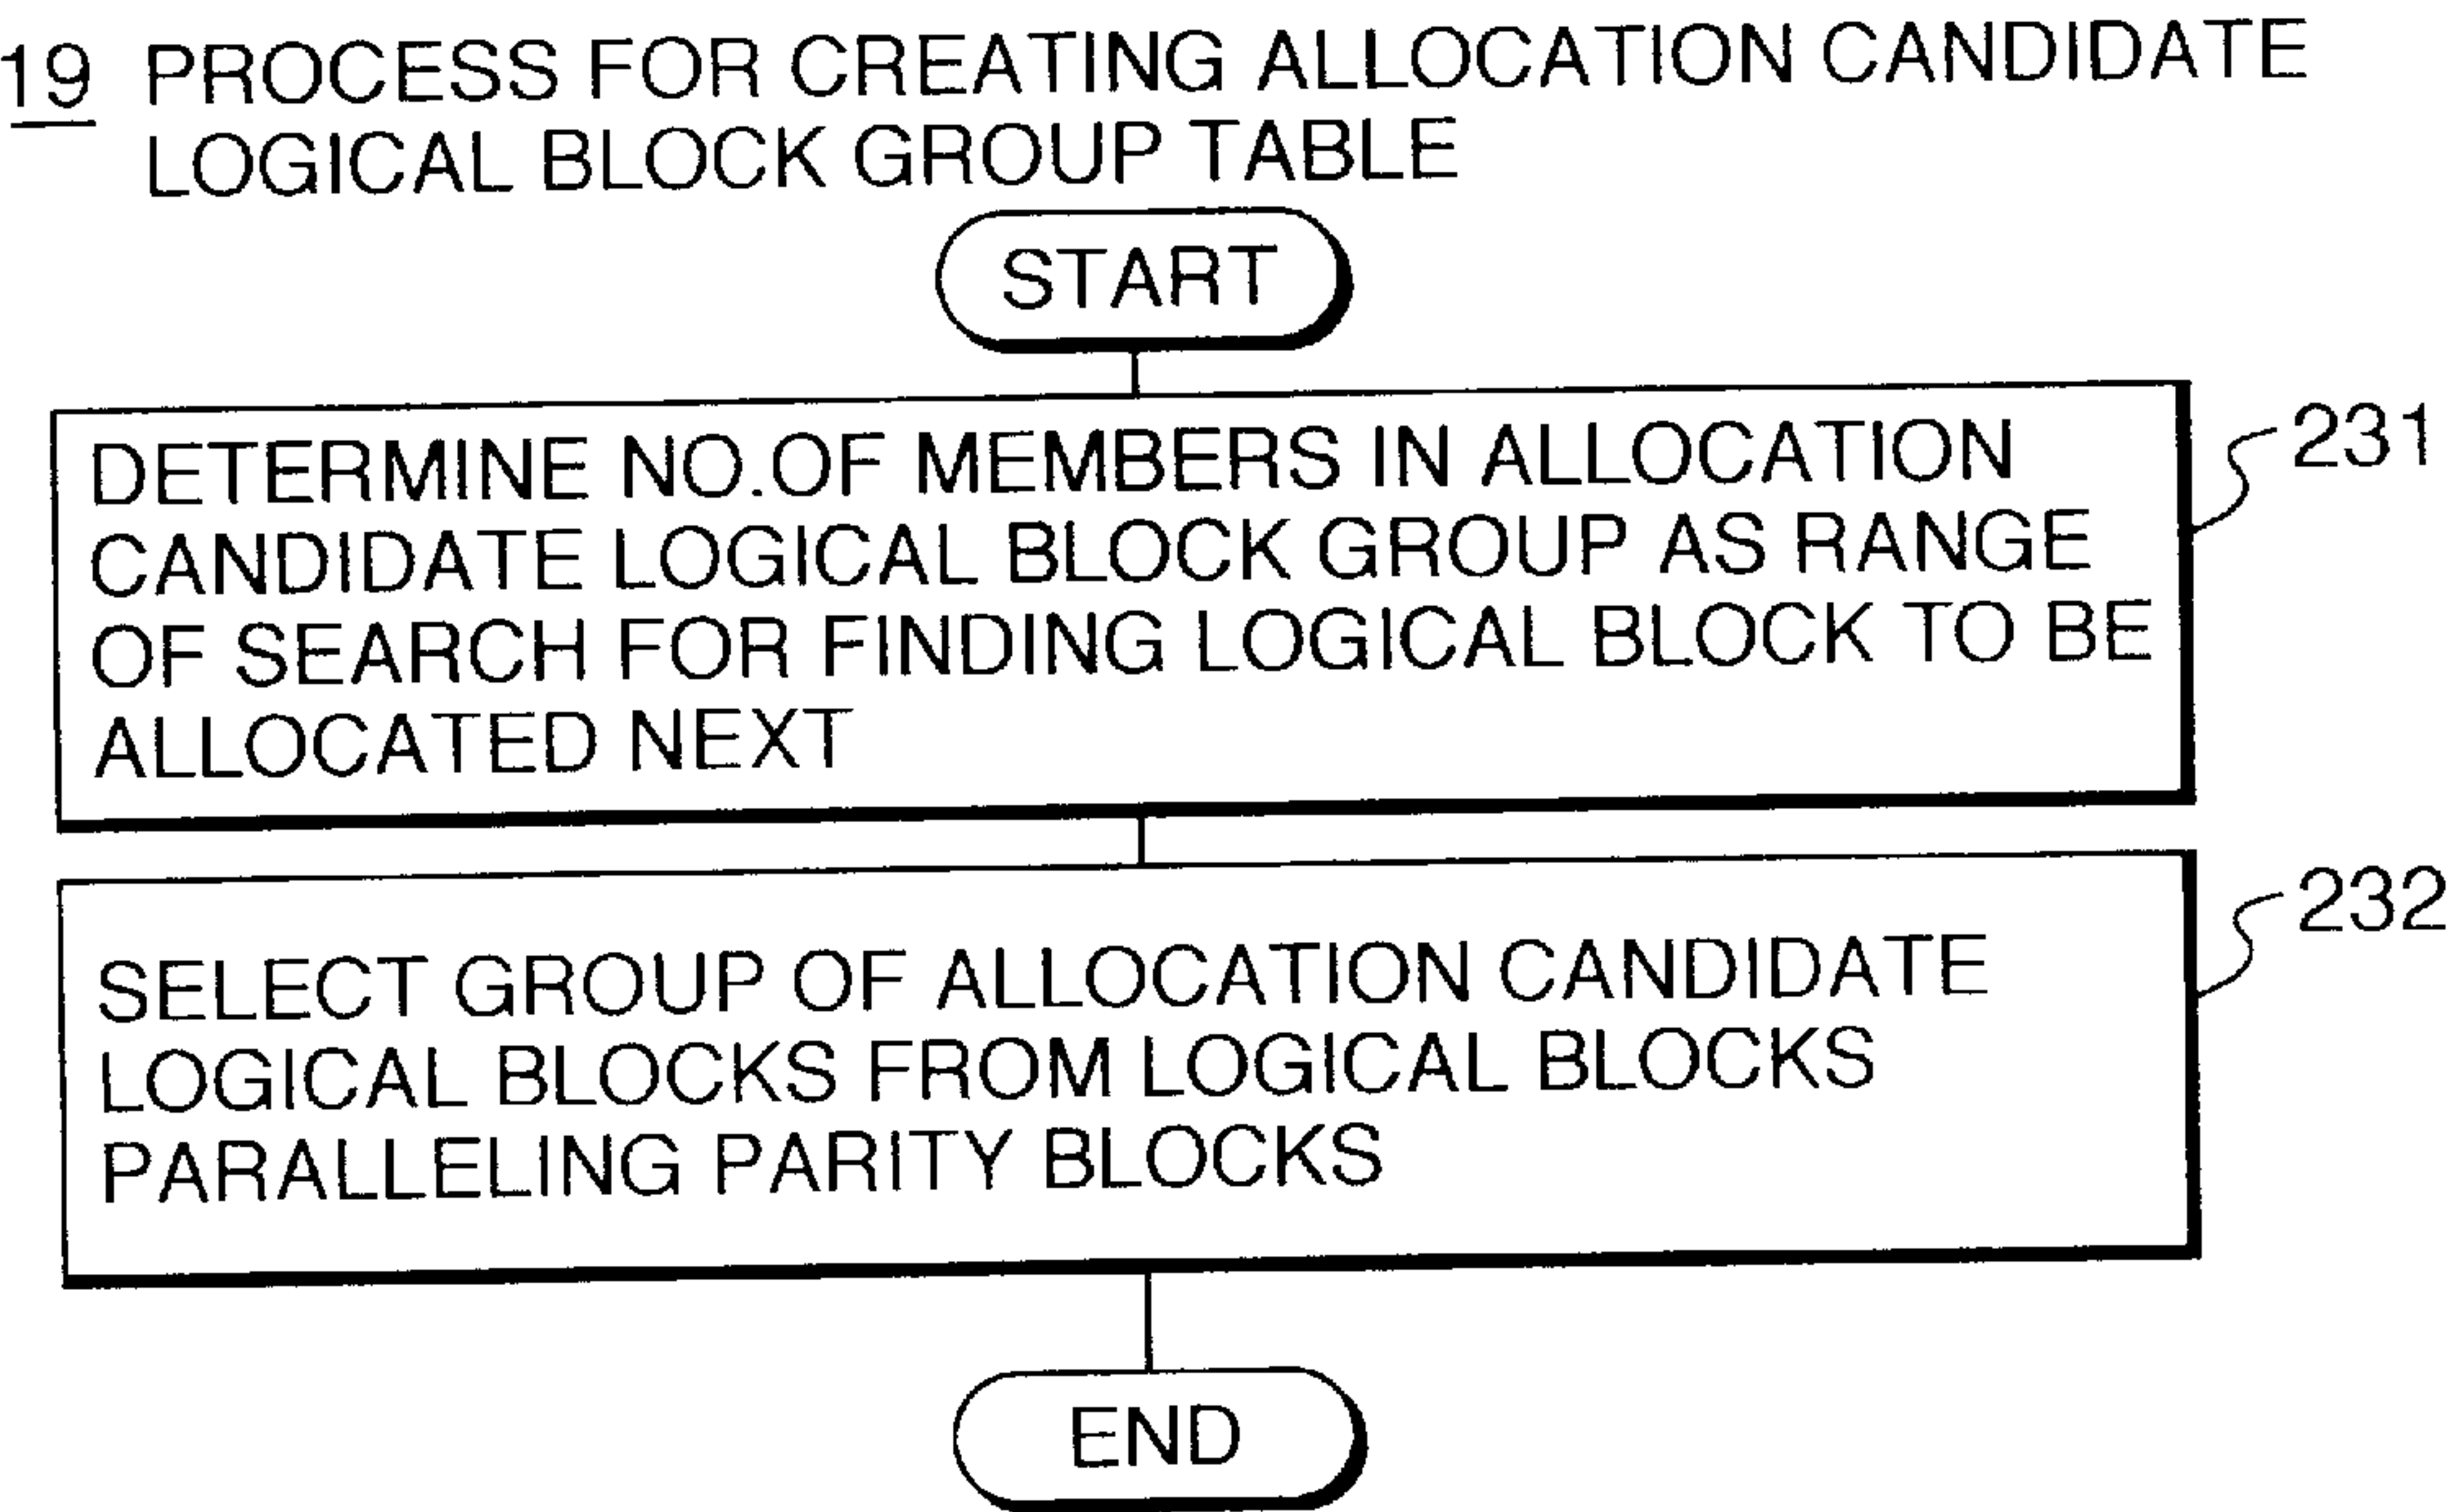 19 PROCESS FOR CREATING ALLOCATION CANDIDATE
LOGICAL BLOCK GROUP TABLE
START
DETERMINE NO.OF MEMBERS IN ALLOCATION
CANDIDATE LOGICAL BLOCK GROUP AS RANGE
OF SEARCH FOR FINDING LOGICAL BLOCK TO BE
ALLOCATED NEXT
231
SELECT GROUP OF ALLOCATION CANDIDATE
LOGICAL BLOCKS FROM LOGICAL BLOCKS
PARALLELING PARITY BLOCKS
232
END